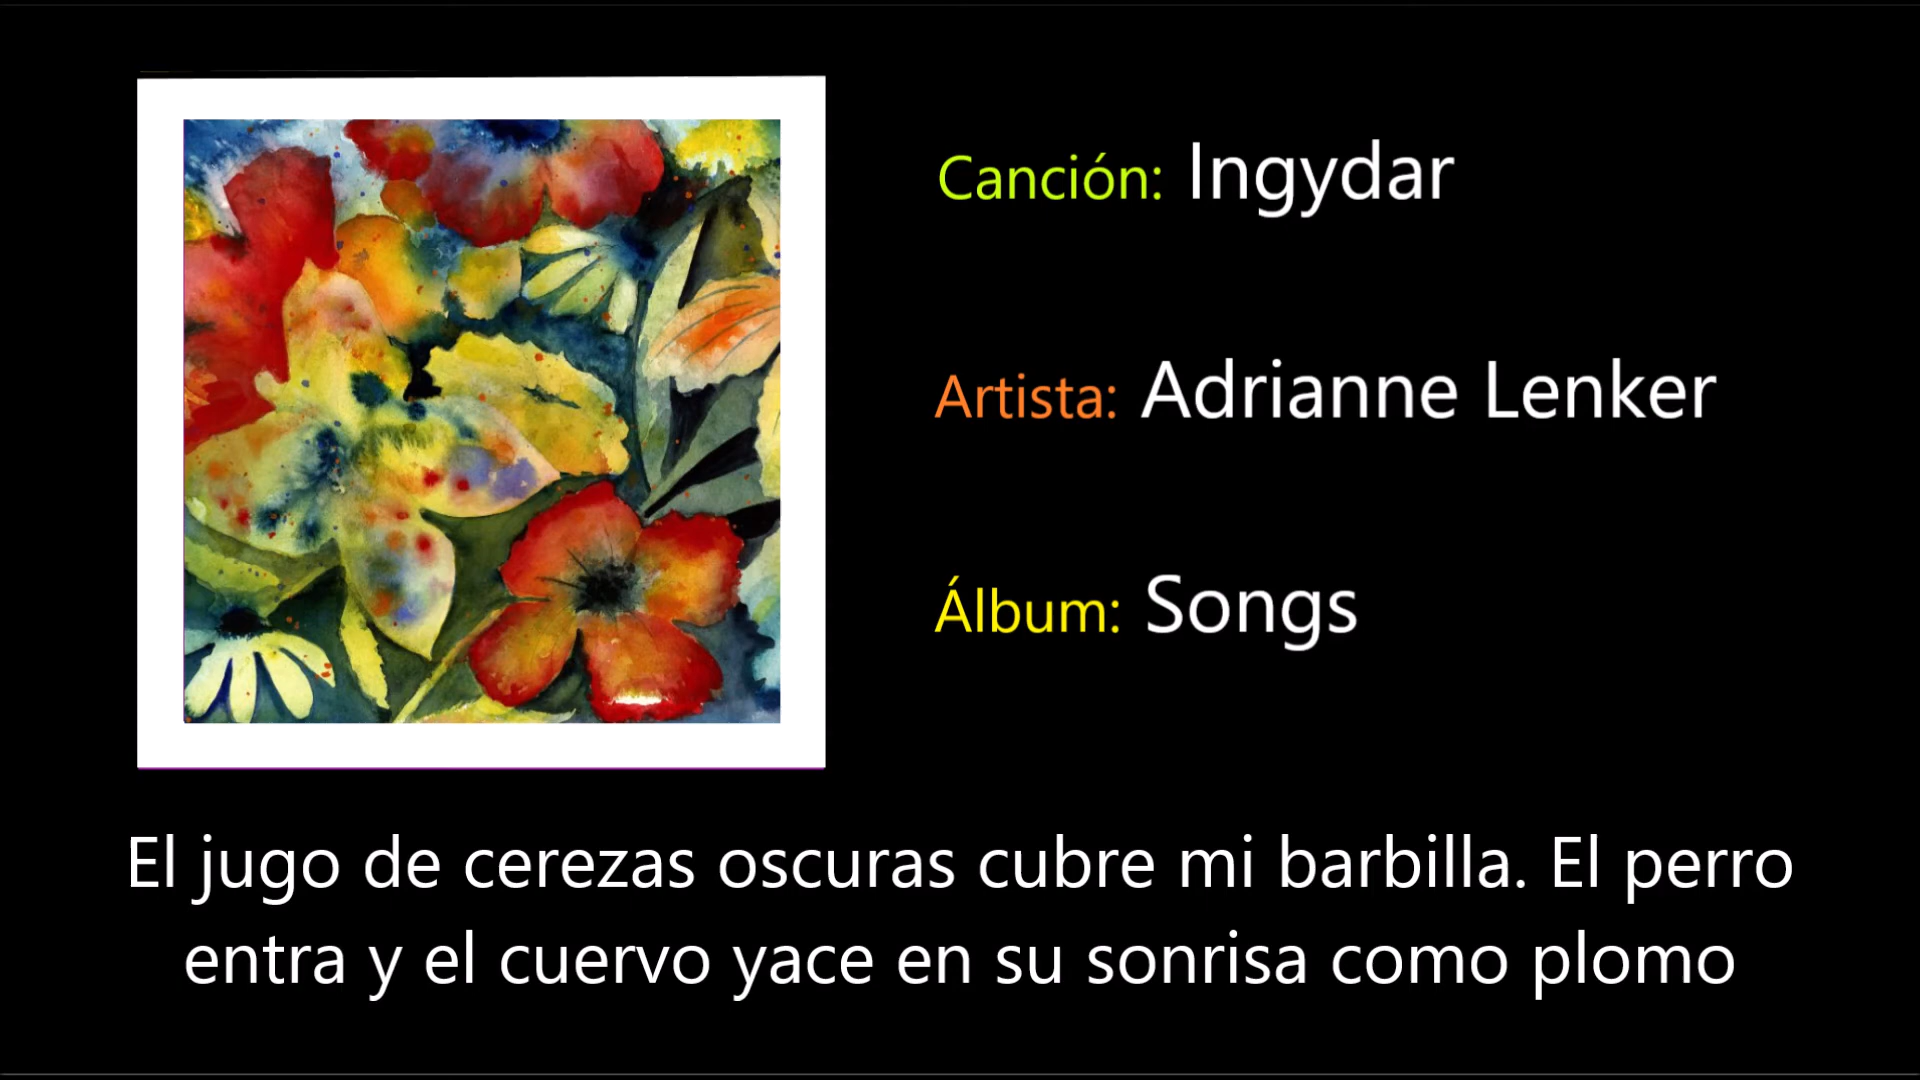 Canción: Ingydar
Artista: Adrianne Lenker
Álbum: Songs
El jugo de cerezas oscuras cubre mi barbilla. El perro
entra y el cuervo yace en su sonrisa como plomo